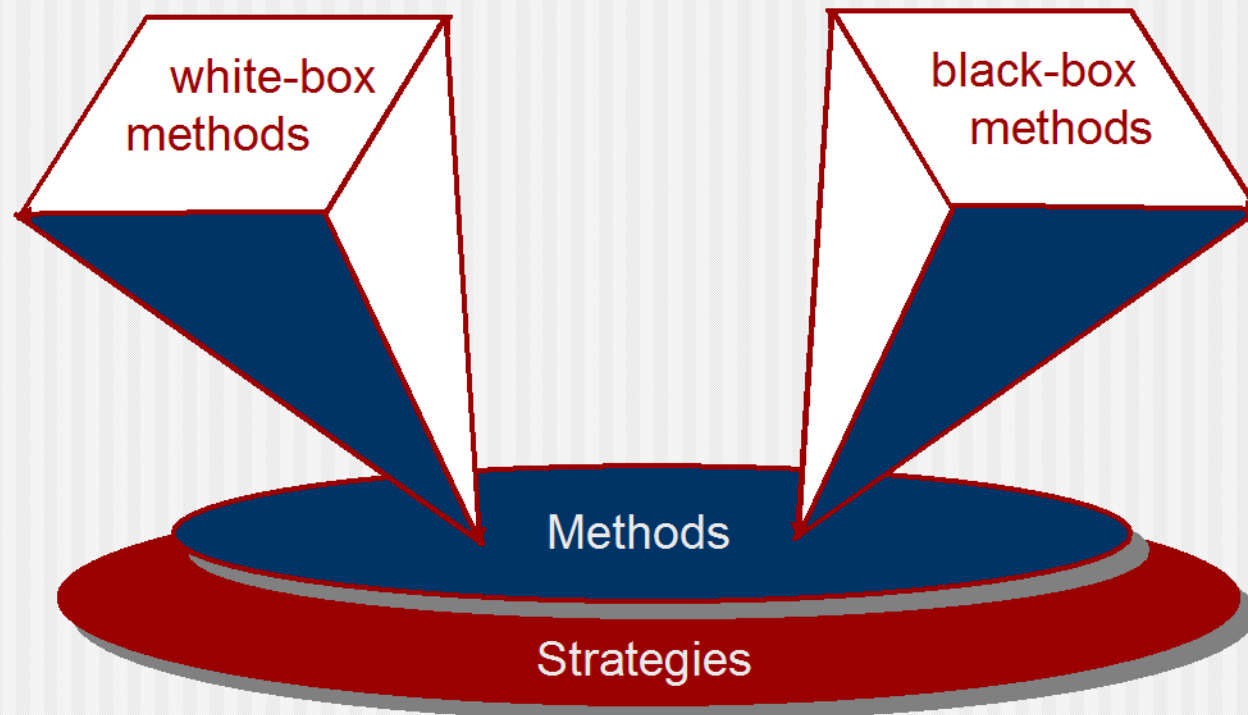 white-box
methods
black-box
methods
Methods
Strategies